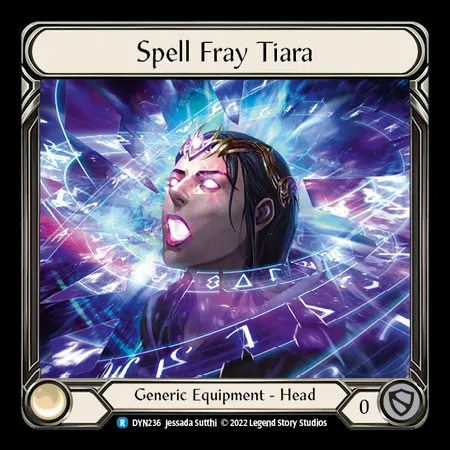 Spell Fray Tiara
Generic Equipment - Head
0
R DYN236 Jessada Sutthi © 2022 Legend Story Studios